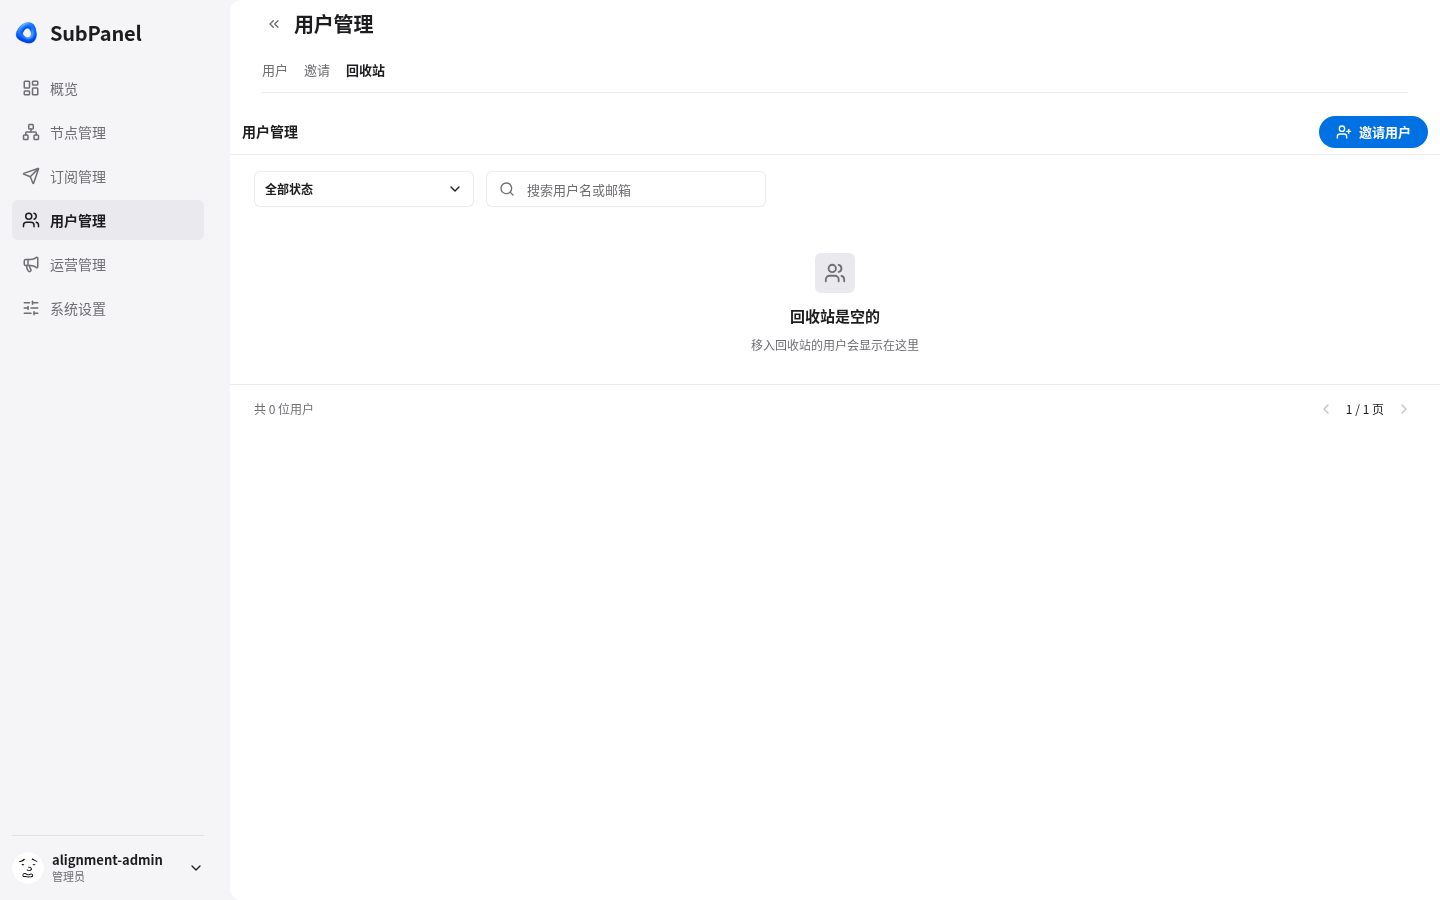 SubPanel
概览
节点管理
订阅管理
用户管理
运营管理
系统设置
alignment-admin
管理员
用户管理
用户 邀请 回收站
用户管理
邀请用户
全部状态
搜索用户名或邮箱
回收站是空的
移入回收站的用户会显示在这里
共 0 位用户
1 / 1 页